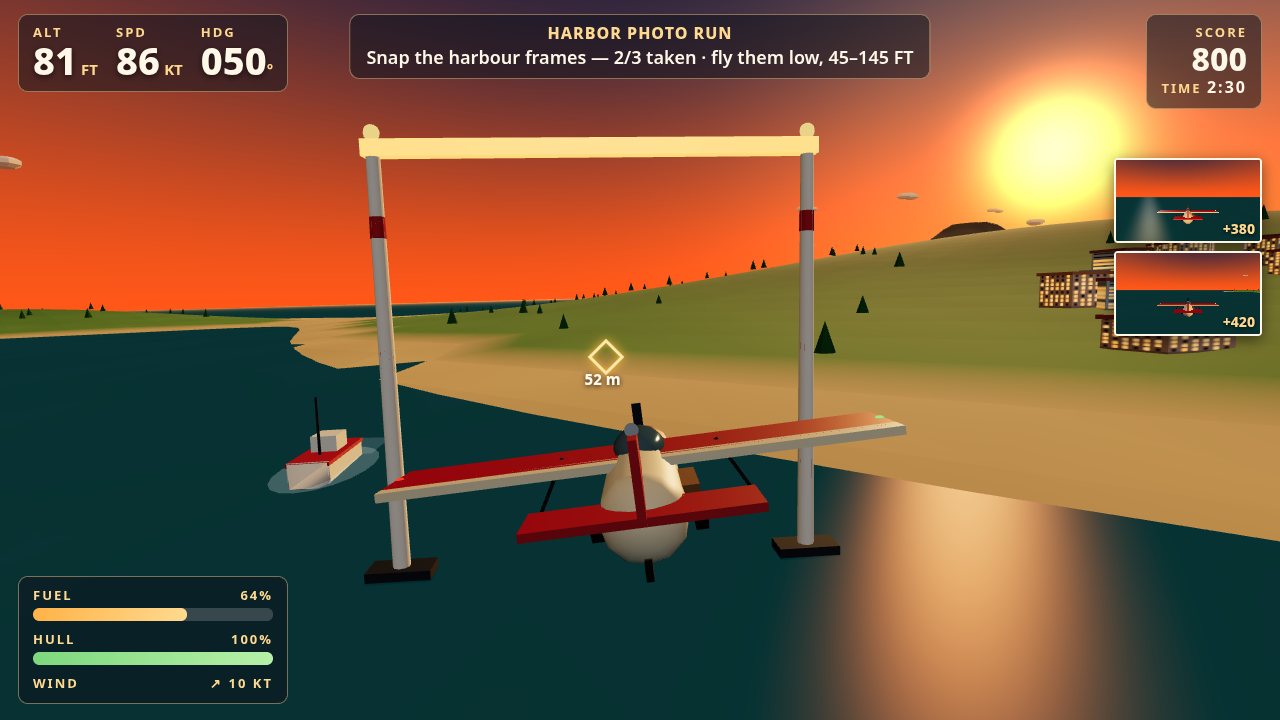 ALT SPD HDG
81 FT 86 KT 050°
HARBOR PHOTO RUN
Snap the harbour frames — 2/3 taken · fly them low, 45–145 FT
SCORE
800
TIME 2:30
+380
+420
52 m
FUEL 64%
HULL 100%
WIND ↗ 10 KT